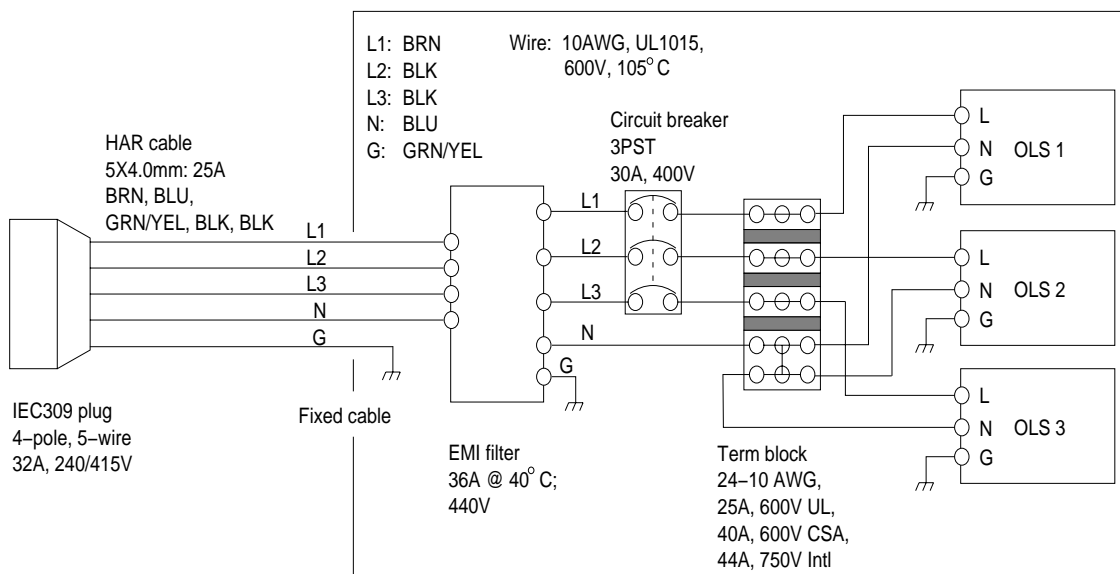 L1: BRN
L2: BLK
L3: BLK
N: BLU
G: GRN/YEL
Wire: 10AWG, UL1015,
600V, 105° C
HAR cable
5X4.0mm: 25A
BRN, BLU,
GRN/YEL, BLK, BLK
Circuit breaker
3PST
30A, 400V
L1
L2
L3
N
G
L1
L2
L3
N
G
L
N
G
OLS 1
L
N
G
OLS 2
L
N
G
OLS 3
IEC309 plug
4–pole, 5–wire
32A, 240/415V
Fixed cable
EMI filter
36A @ 40° C;
440V
Term block
24–10 AWG,
25A, 600V UL,
40A, 600V CSA,
44A, 750V Intl